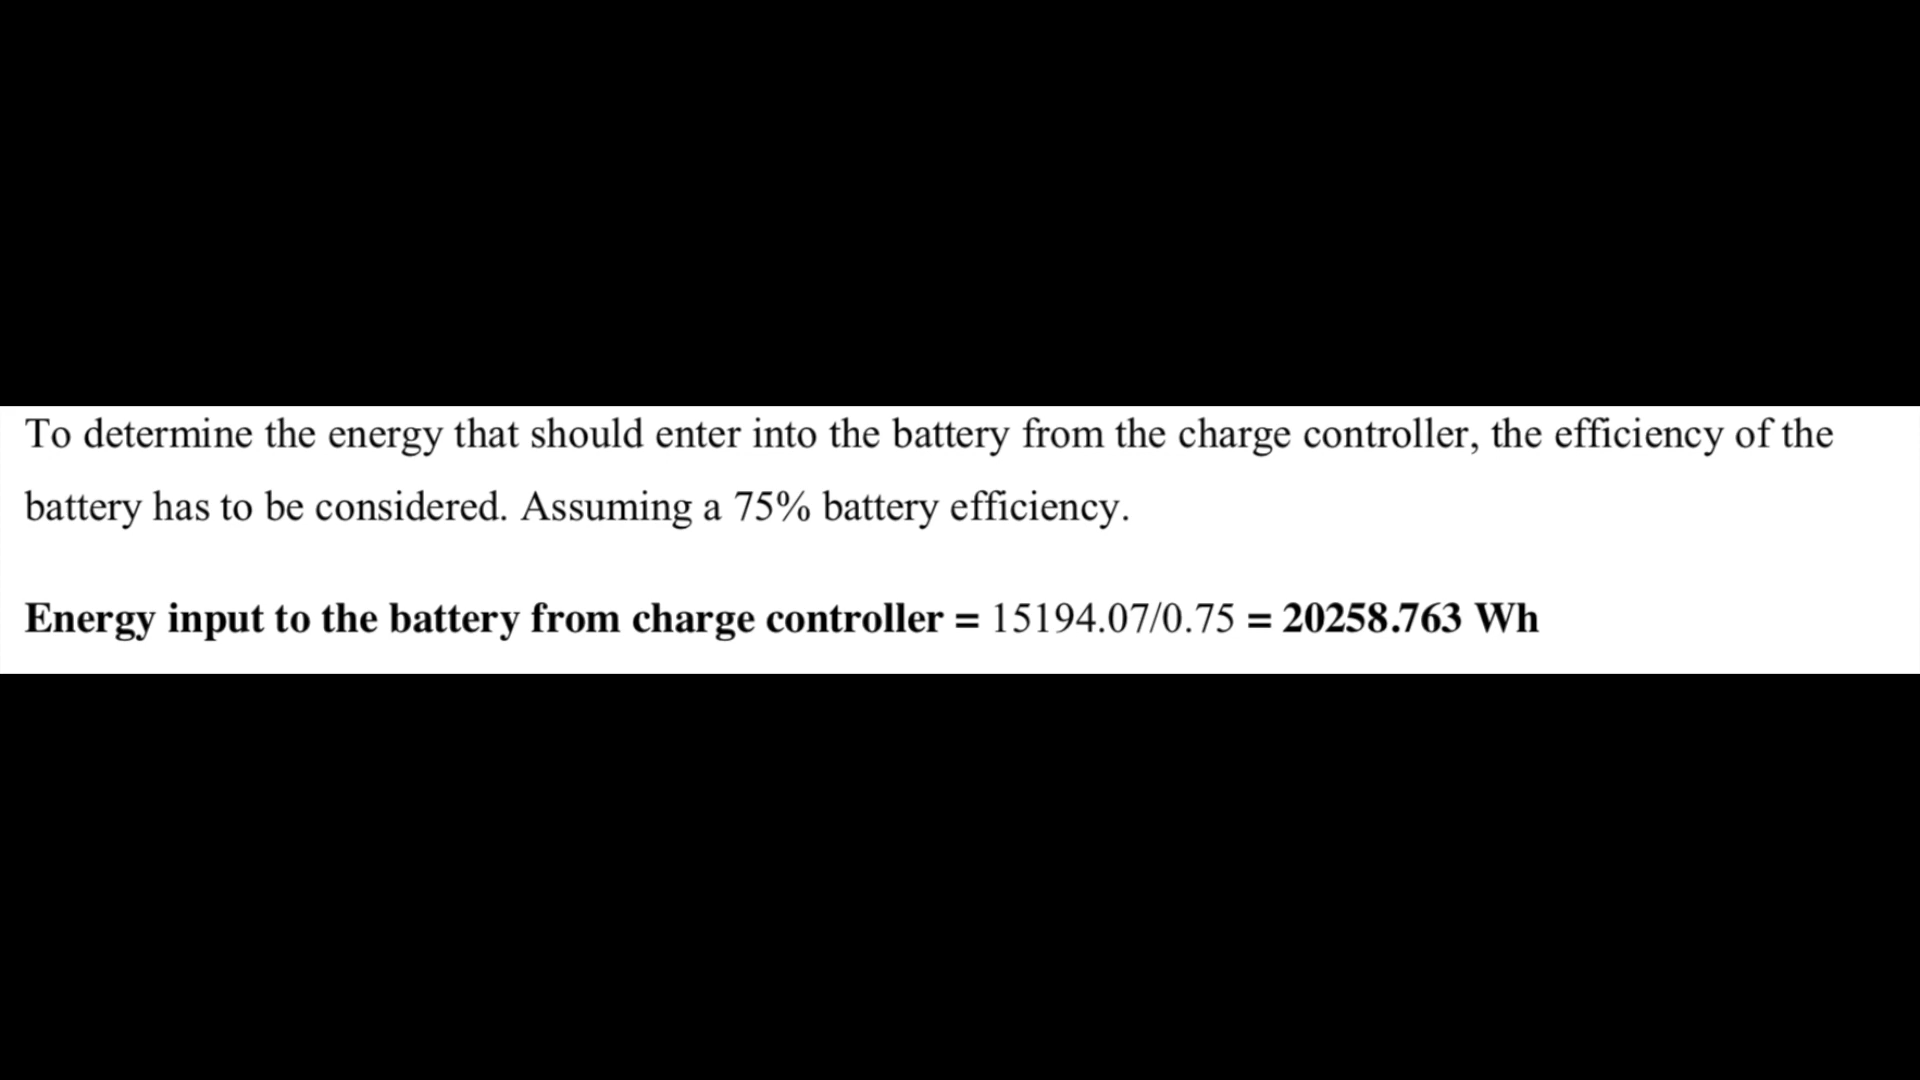 To determine the energy that should enter into the battery from the charge controller, the efficiency of the
battery has to be considered. Assuming a 75% battery efficiency.
Energy input to the battery from charge controller = 15194.07/0.75 = 20258.763 Wh